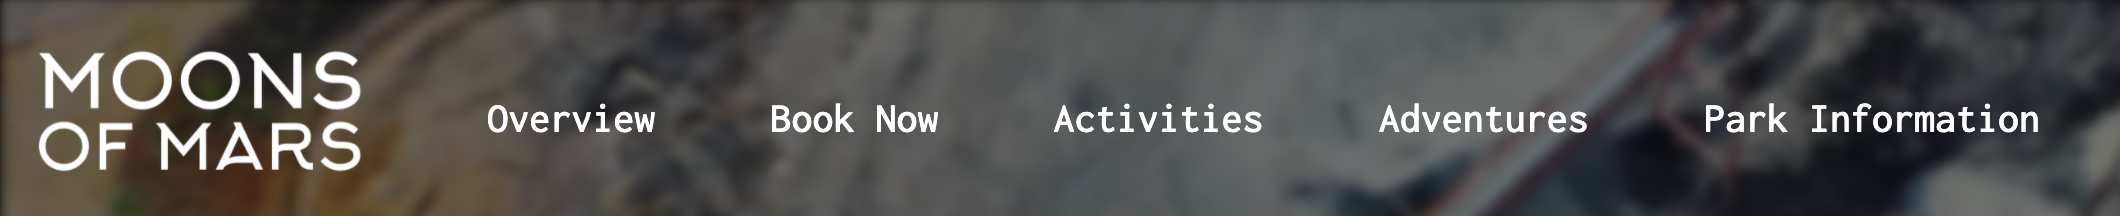 MOONS
OF MARS
Overview Book Now Activities Adventures Park Information